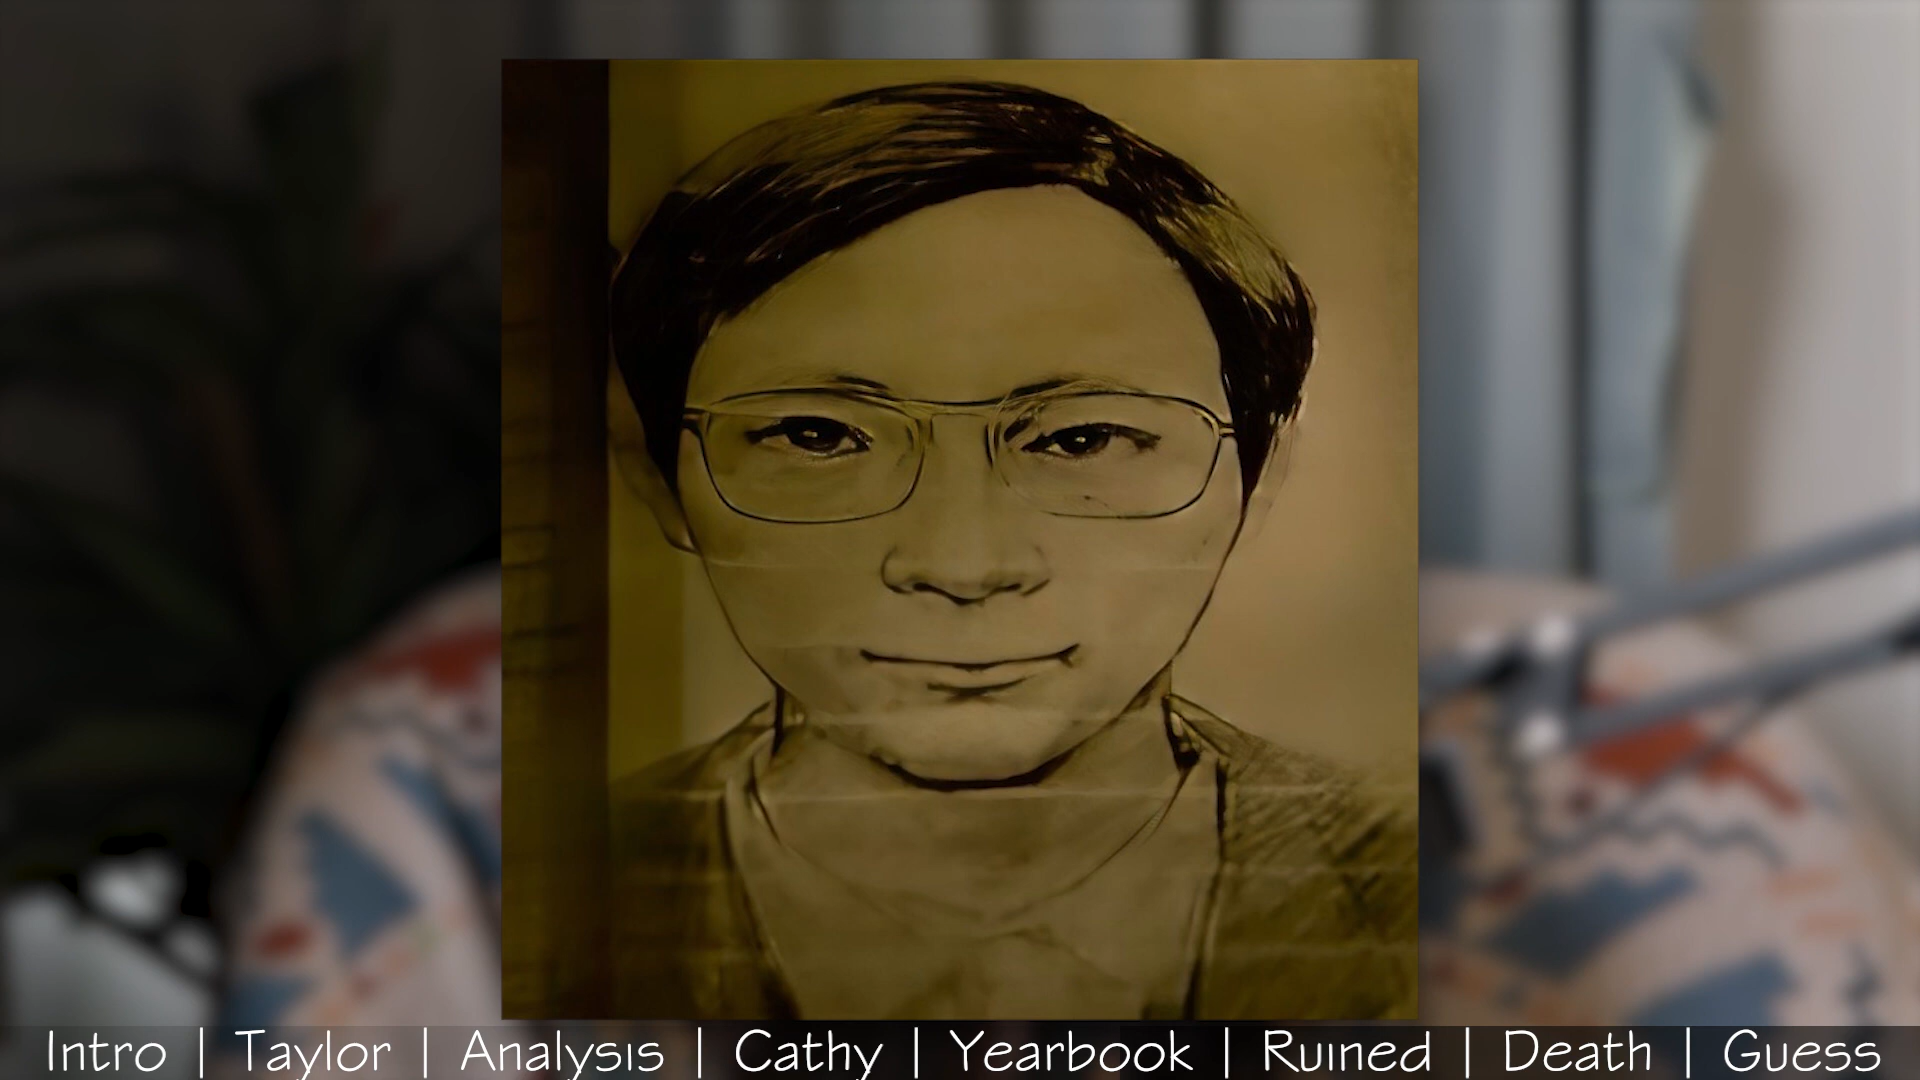 Intro | Taylor | Analysis | Cathy | Yearbook | Ruined | Death | Guess